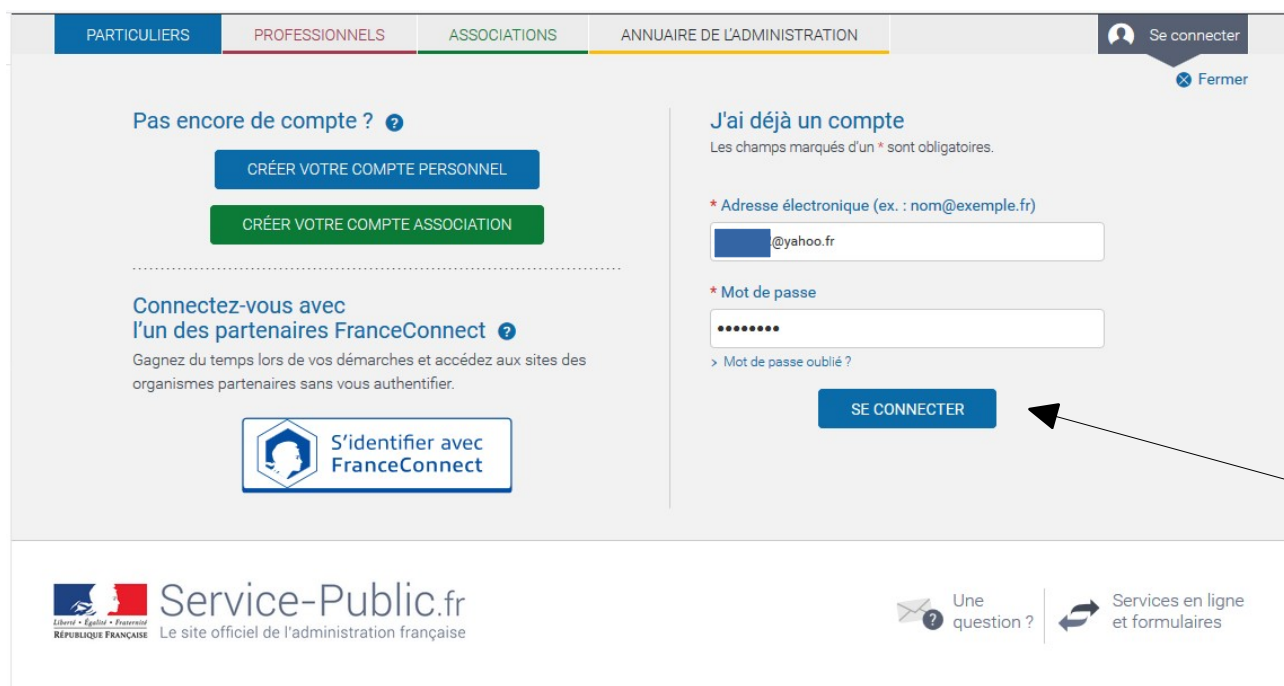 PARTICULIERS
PROFESSIONNELS
ASSOCIATIONS
ANNUAIRE DE L'ADMINISTRATION
Se connecter
Fermer
Pas encore de compte ? ?
CRÉER VOTRE COMPTE PERSONNEL
CRÉER VOTRE COMPTE ASSOCIATION
Connectez-vous avec
l'un des partenaires FranceConnect ?
Gagnez du temps lors de vos démarches et accédez aux sites des
organismes partenaires sans vous authentifier.
S'identifier avec
FranceConnect
J'ai déjà un compte
Les champs marqués d'un * sont obligatoires.
* Adresse électronique (ex. : nom@exemple.fr)
@yahoo.fr
* Mot de passe
••••••••
> Mot de passe oublié ?
SE CONNECTER
Liberté • Égalité • Fraternité
RÉPUBLIQUE FRANÇAISE
Service-Public.fr
Le site officiel de l'administration française
?
Une
question ?
Services en ligne
et formulaires